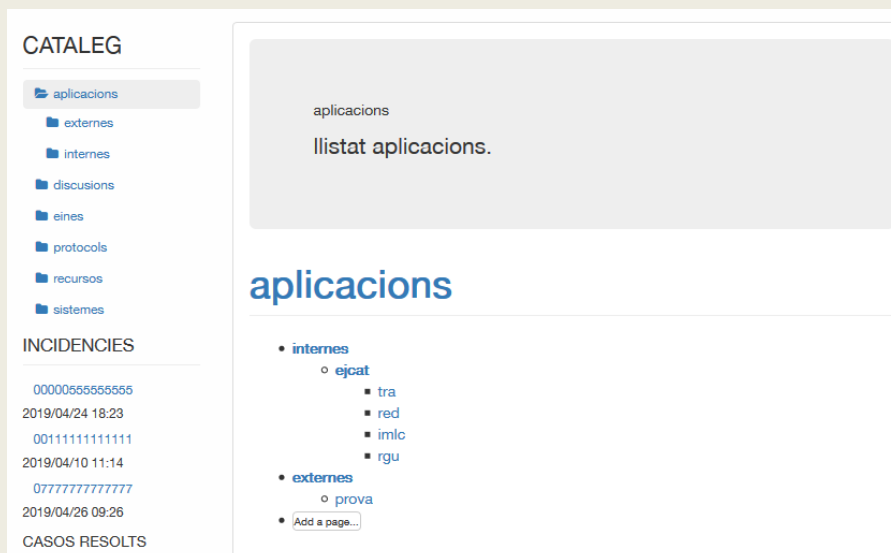 CATALEG
aplicacions
externes
internes
discusions
eines
protocols
recursos
sistemes
INCIDENCIES
00000555555555
2019/04/24 18:23
00111111111111
2019/04/10 11:14
07777777777777
2019/04/26 09:26
CASOS RESOLTS
aplicacions
llistat aplicacions.
aplicacions
internes
ejcat
tra
red
imlc
rgu
externes
prova
Add a page...